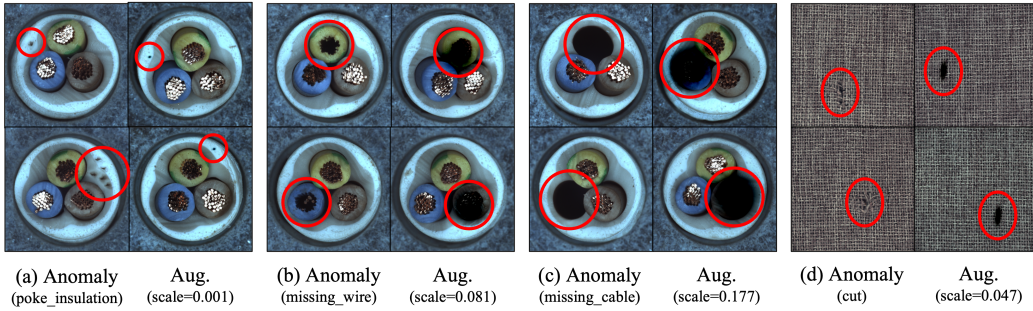 (a) Anomaly Aug. (b) Anomaly Aug. (c) Anomaly Aug. (d) Anomaly Aug.
(poke_insulation) (scale=0.001) (missing_wire) (scale=0.081) (missing_cable) (scale=0.177) (cut) (scale=0.047)